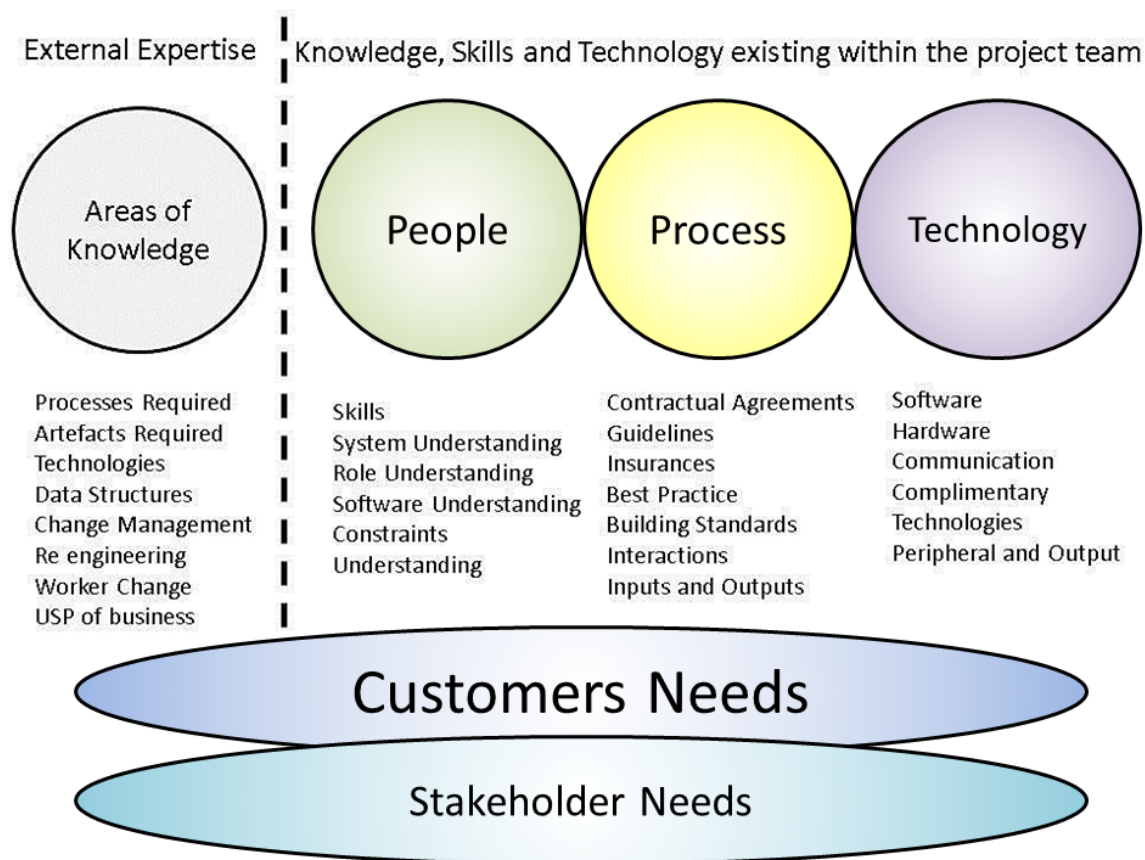 External Expertise
Knowledge, Skills and Technology existing within the project team
Areas of
Knowledge
People
Process
Technology
Processes Required
Artefacts Required
Technologies
Data Structures
Change Management
Re engineering
Worker Change
USP of business
Skills
System Understanding
Role Understanding
Software Understanding
Constraints
Understanding
Contractual Agreements
Guidelines
Insurances
Best Practice
Building Standards
Interactions
Inputs and Outputs
Software
Hardware
Communication
Complimentary
Technologies
Peripheral and Output
Customers Needs
Stakeholder Needs